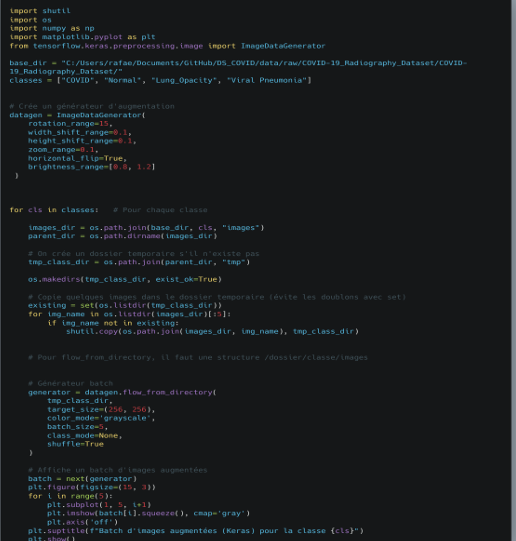 import shutil
import os
import numpy as np
import matplotlib.pyplot as plt
from tensorflow.keras.preprocessing.image import ImageDataGenerator
base_dir = "C:/Users/rafae/Documents/GitHub/DS_COVID/data/raw/COVID-19_Radiography_Dataset/COVID-
19_Radiography_Dataset/"
classes = ["COVID", "Normal", "Lung_Opacity", "Viral Pneumonia"]
# Crée un générateur d'augmentation
datagen = ImageDataGenerator(
rotation_range=15,
width_shift_range=0.1,
height_shift_range=0.1,
zoom_range=0.1,
horizontal_flip=True,
brightness_range=[0.8, 1.2]
)
for cls in classes:   # Pour chaque classe
images_dir = os.path.join(base_dir, cls, "images")
parent_dir = os.path.dirname(images_dir)
# On crée un dossier temporaire s'il n'existe pas
tmp_class_dir = os.path.join(parent_dir, "tmp")
os.makedirs(tmp_class_dir, exist_ok=True)
# Copie quelques images dans le dossier temporaire (évite les doublons avec set)
existing = set(os.listdir(tmp_class_dir))
for img_name in os.listdir(images_dir)[:5]:
if img_name not in existing:
shutil.copy(os.path.join(images_dir, img_name), tmp_class_dir)
# Pour flow_from_directory, il faut une structure /dossier/classe/images
# Générateur batch
generator = datagen.flow_from_directory(
tmp_class_dir,
target_size=(256, 256),
color_mode='grayscale',
batch_size=5,
class_mode=None,
shuffle=True
)
# Affiche un batch d'images augmentées
batch = next(generator)
plt.figure(figsize=(15, 3))
for i in range(5):
plt.subplot(1, 5, i+1)
plt.imshow(batch[i].squeeze(), cmap='gray')
plt.axis('off')
plt.suptitle(f"Batch d'images augmentées (Keras) pour la classe {cls}")
plt.show()